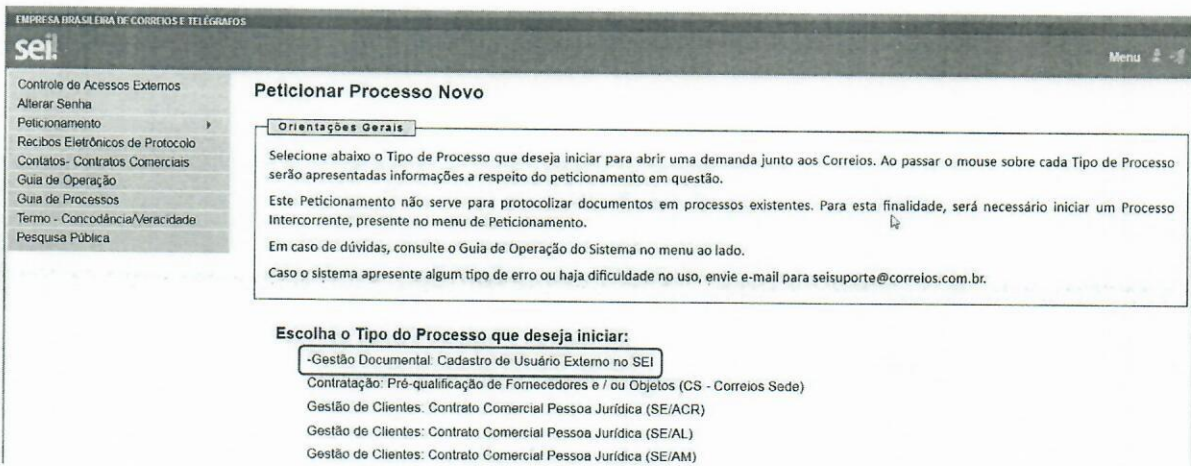 EMPRESA BRASILEIRA DE CORREIOS E TELÉGRAFOS
sei!
Menu
Controle de Acessos Externos
Alterar Senha
Peticionamento
Recibos Eletrônicos de Protocolo
Contatos- Contratos Comerciais
Guia de Operação
Guia de Processos
Termo - Concodância/Veracidade
Pesquisa Pública
Peticionar Processo Novo
Orientações Gerais
Selecione abaixo o Tipo de Processo que deseja iniciar para abrir uma demanda junto aos Correios. Ao passar o mouse sobre cada Tipo de Processo
serão apresentadas informações a respeito do peticionamento em questão.
Este Peticionamento não serve para protocolizar documentos em processos existentes. Para esta finalidade, será necessário iniciar um Processo
Intercorrente, presente no menu de Peticionamento.
Em caso de dúvidas, consulte o Guia de Operação do Sistema no menu ao lado.
Caso o sistema apresente algum tipo de erro ou haja dificuldade no uso, envie e-mail para seisuporte@correios.com.br.
Escolha o Tipo do Processo que deseja iniciar:
-Gestão Documental: Cadastro de Usuário Externo no SEI
Contratação: Pré-qualificação de Fornecedores e / ou Objetos (CS - Correios Sede)
Gestão de Clientes: Contrato Comercial Pessoa Jurídica (SE/ACR)
Gestão de Clientes: Contrato Comercial Pessoa Jurídica (SE/AL)
Gestão de Clientes: Contrato Comercial Pessoa Jurídica (SE/AM)